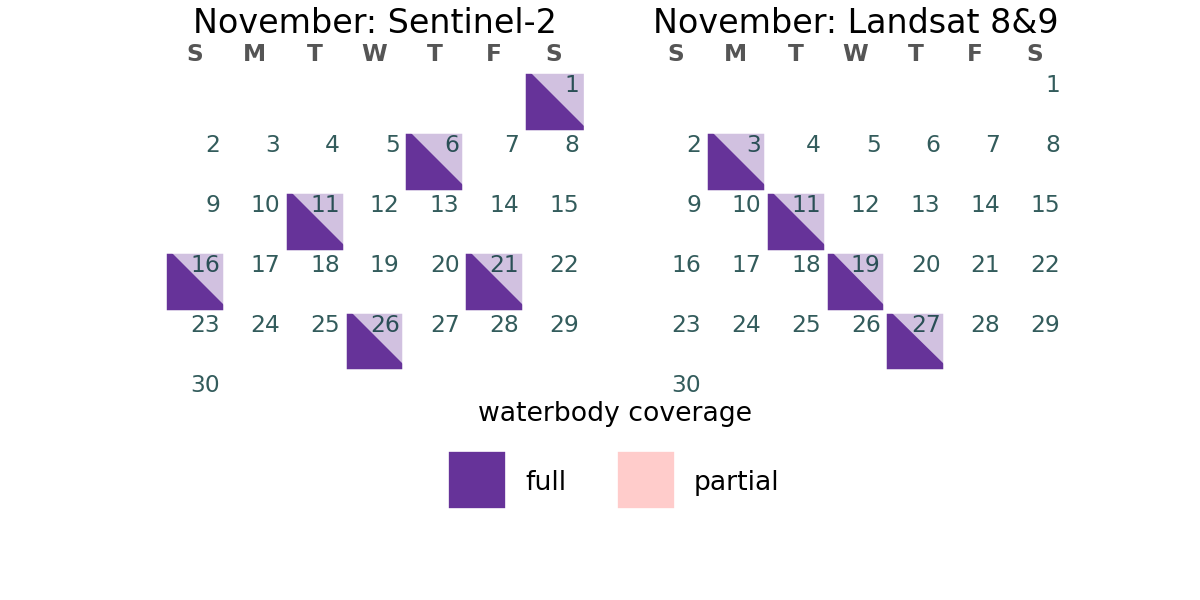 November: Sentinel-2
S M T W T F S
1
2 3 4 5 6 7 8
9 10 11 12 13 14 15
16 17 18 19 20 21 22
23 24 25 26 27 28 29
30
November: Landsat 8&9
S M T W T F S
1
2 3 4 5 6 7 8
9 10 11 12 13 14 15
16 17 18 19 20 21 22
23 24 25 26 27 28 29
30
waterbody coverage
full partial